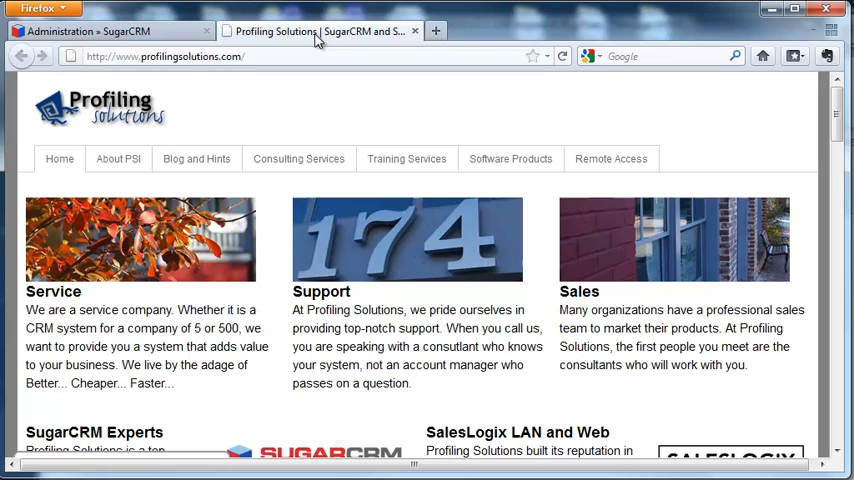 Firefox
Administration » SugarCRM
Profiling Solutions | SugarCRM and S...
http://www.profilingsolutions.com/
Google
Profiling
solutions
Home
About PSI
Blog and Hints
Consulting Services
Training Services
Software Products
Remote Access
174
Service
We are a service company. Whether it is a
CRM system for a company of 5 or 500, we
want to provide you a system that adds value
to your business. We live by the adage of
Better... Cheaper... Faster...
Support
At Profiling Solutions, we pride ourselves in
providing top-notch support. When you call us,
you are speaking with a consutlant who knows
your system, not an account manager who
passes on a question.
Sales
Many organizations have a professional sales
team to market their products. At Profiling
Solutions, the first people you meet are the
consultants who will work with you.
SugarCRM Experts
Profiling Solutions is a top
SUGARCRM
SalesLogix LAN and Web
Profiling Solutions built its reputation in
SALESLOGIX